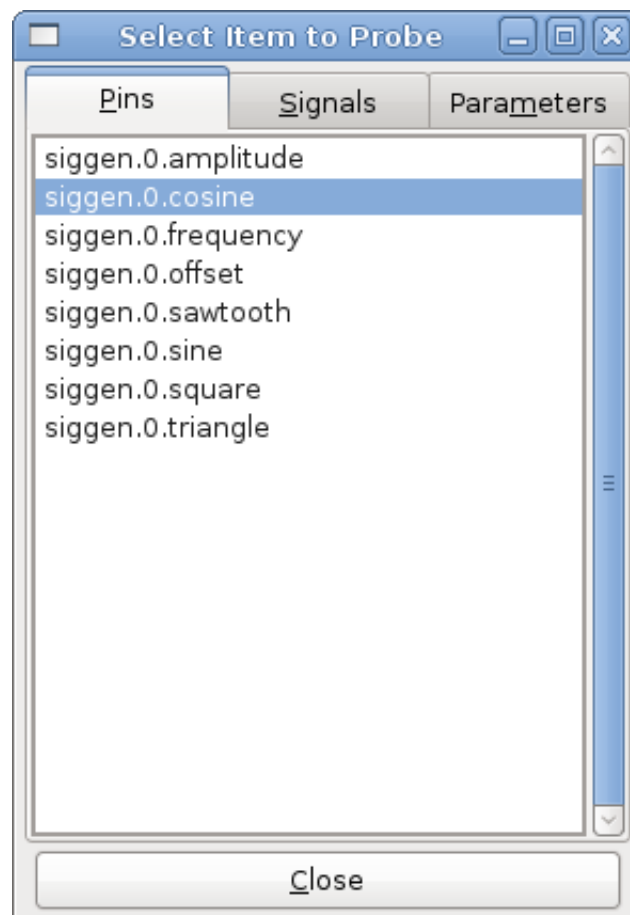 Select Item to Probe
Pins Signals Parameters
siggen.0.amplitude
siggen.0.cosine
siggen.0.frequency
siggen.0.offset
siggen.0.sawtooth
siggen.0.sine
siggen.0.square
siggen.0.triangle
Close